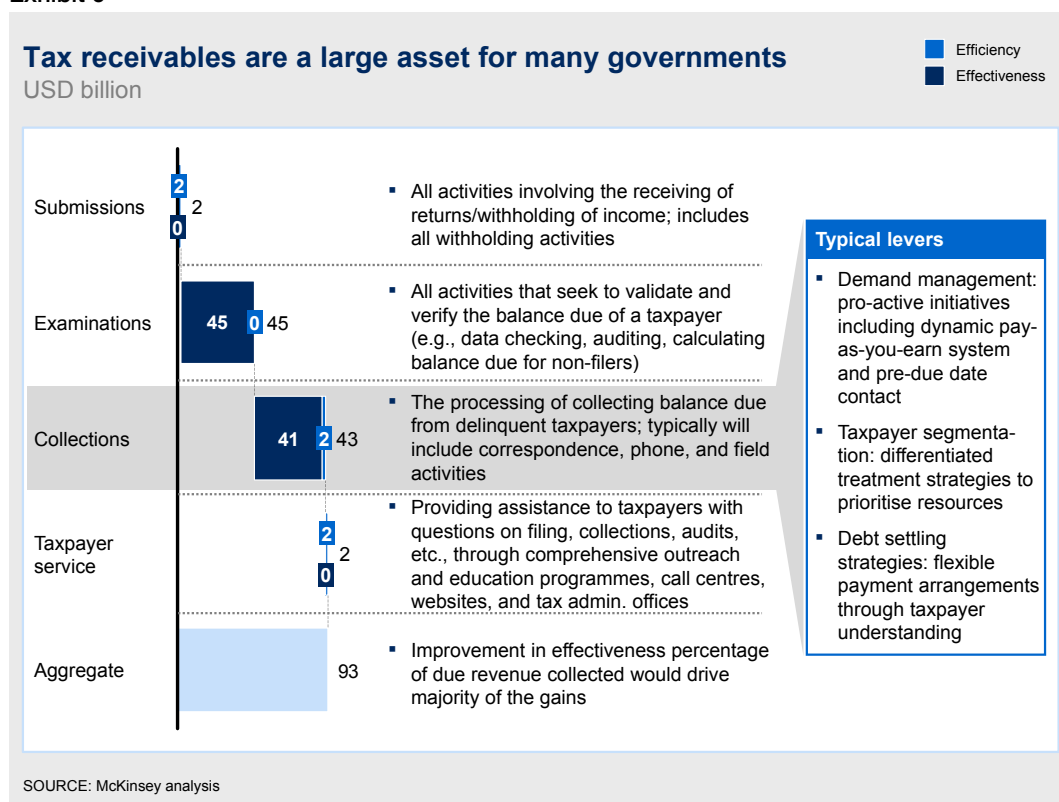 Tax receivables are a large asset for many governments
USD billion
Efficiency
Effectiveness
Submissions
2
0
2
All activities involving the receiving of
returns/withholding of income; includes
all withholding activities
Examinations
45
0
45
All activities that seek to validate and
verify the balance due of a taxpayer
(e.g., data checking, auditing, calculating
balance due for non-filers)
Collections
41
2
43
The processing of collecting balance due
from delinquent taxpayers; typically will
include correspondence, phone, and field
activities
Taxpayer
service
2
0
2
Providing assistance to taxpayers with
questions on filing, collections, audits,
etc., through comprehensive outreach
and education programmes, call centres,
websites, and tax admin. offices
Aggregate
93
Improvement in effectiveness percentage
of due revenue collected would drive
majority of the gains
Typical levers
Demand management:
pro-active initiatives
including dynamic pay-
as-you-earn system
and pre-due date
contact
Taxpayer segmenta-
tion: differentiated
treatment strategies to
prioritise resources
Debt settling
strategies: flexible
payment arrangements
through taxpayer
understanding
SOURCE: McKinsey analysis